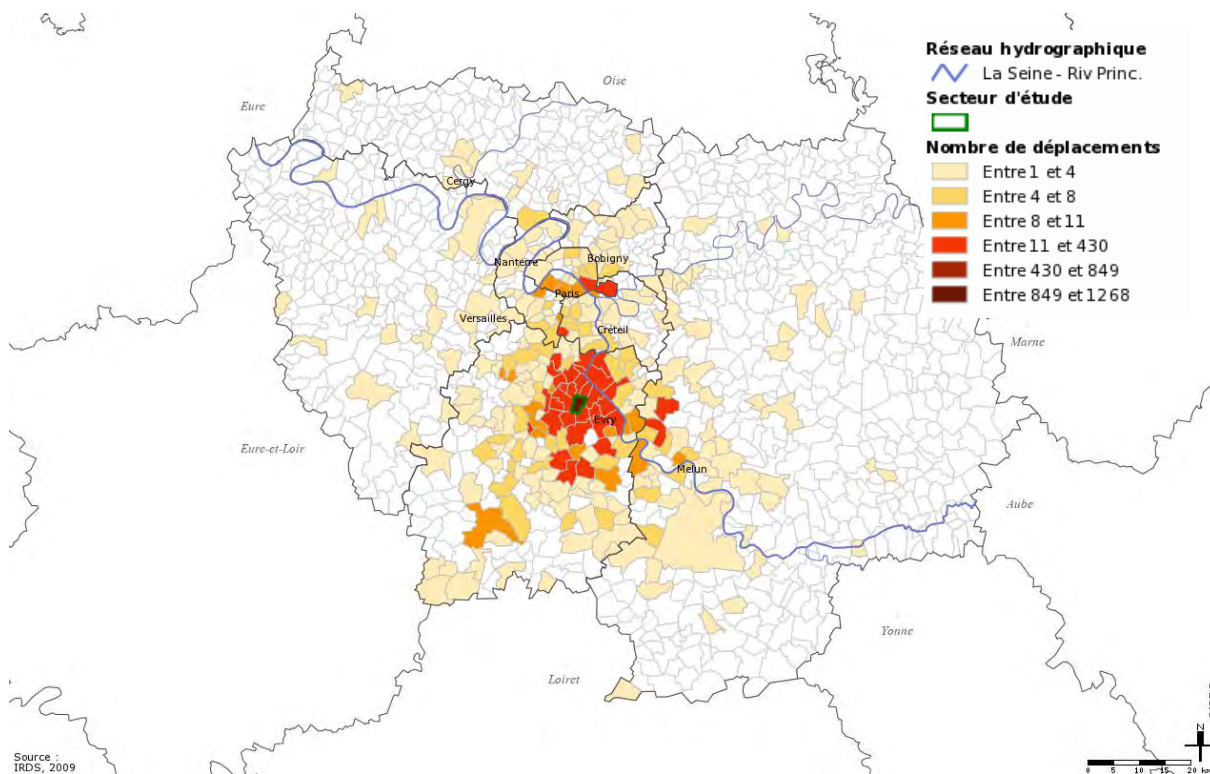 Réseau hydrographique
La Seine - Riv Princ.
Secteur d'étude
Nombre de déplacements
Entre 1 et 4
Entre 4 et 8
Entre 8 et 11
Entre 11 et 430
Entre 430 et 849
Entre 849 et 1268
Oise
Eure
Cergy
Nanterre
Bobigny
Paris
Versailles
Créteil
Marne
Evry
Eure-et-Loir
Melun
Aube
Yonne
Loiret
N
Source :
IRDS, 2009
0 5 10 15 20 km